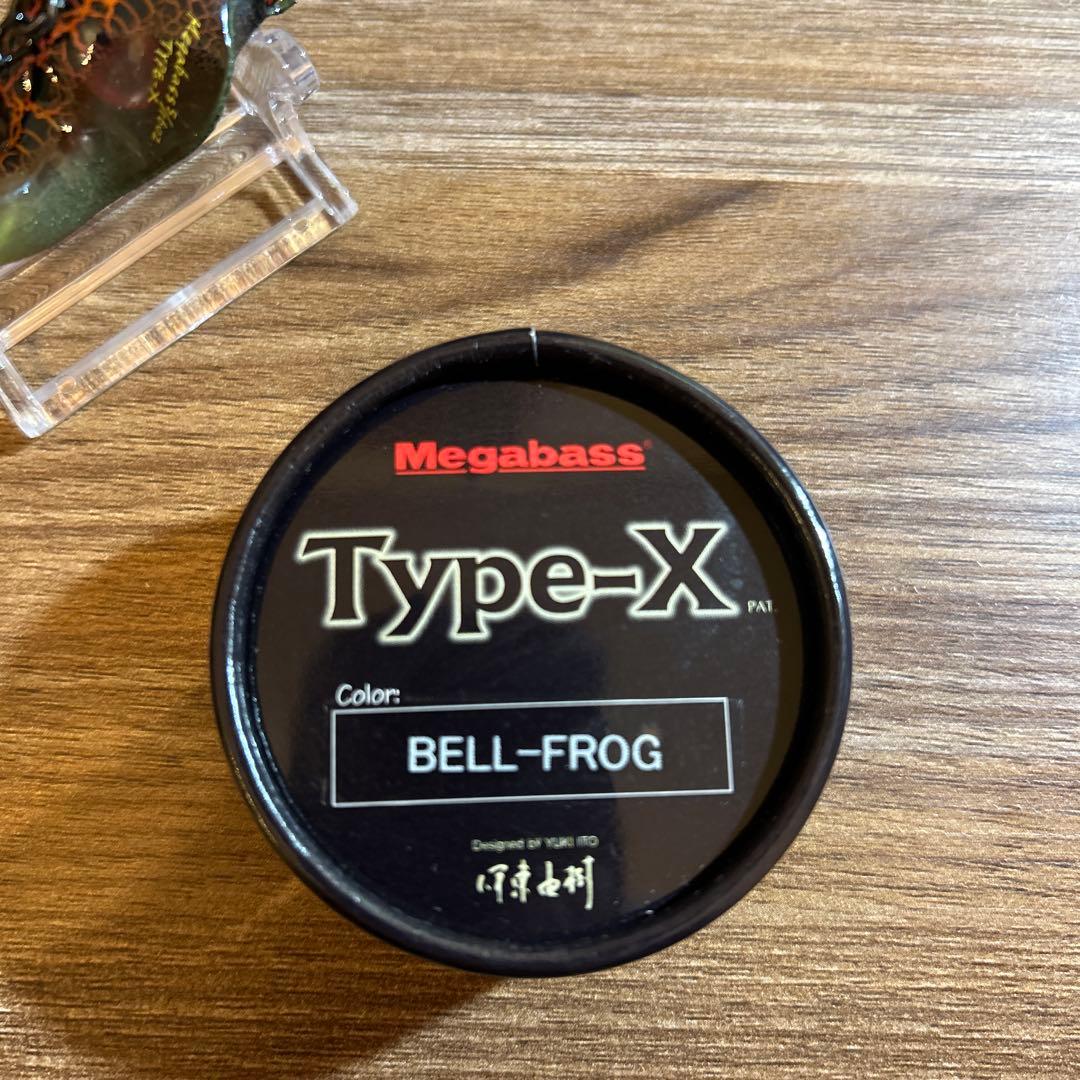 Megabass®
Type-X PAT.
Color:
BELL-FROG
Designed BY YUKI ITO
伊東由樹